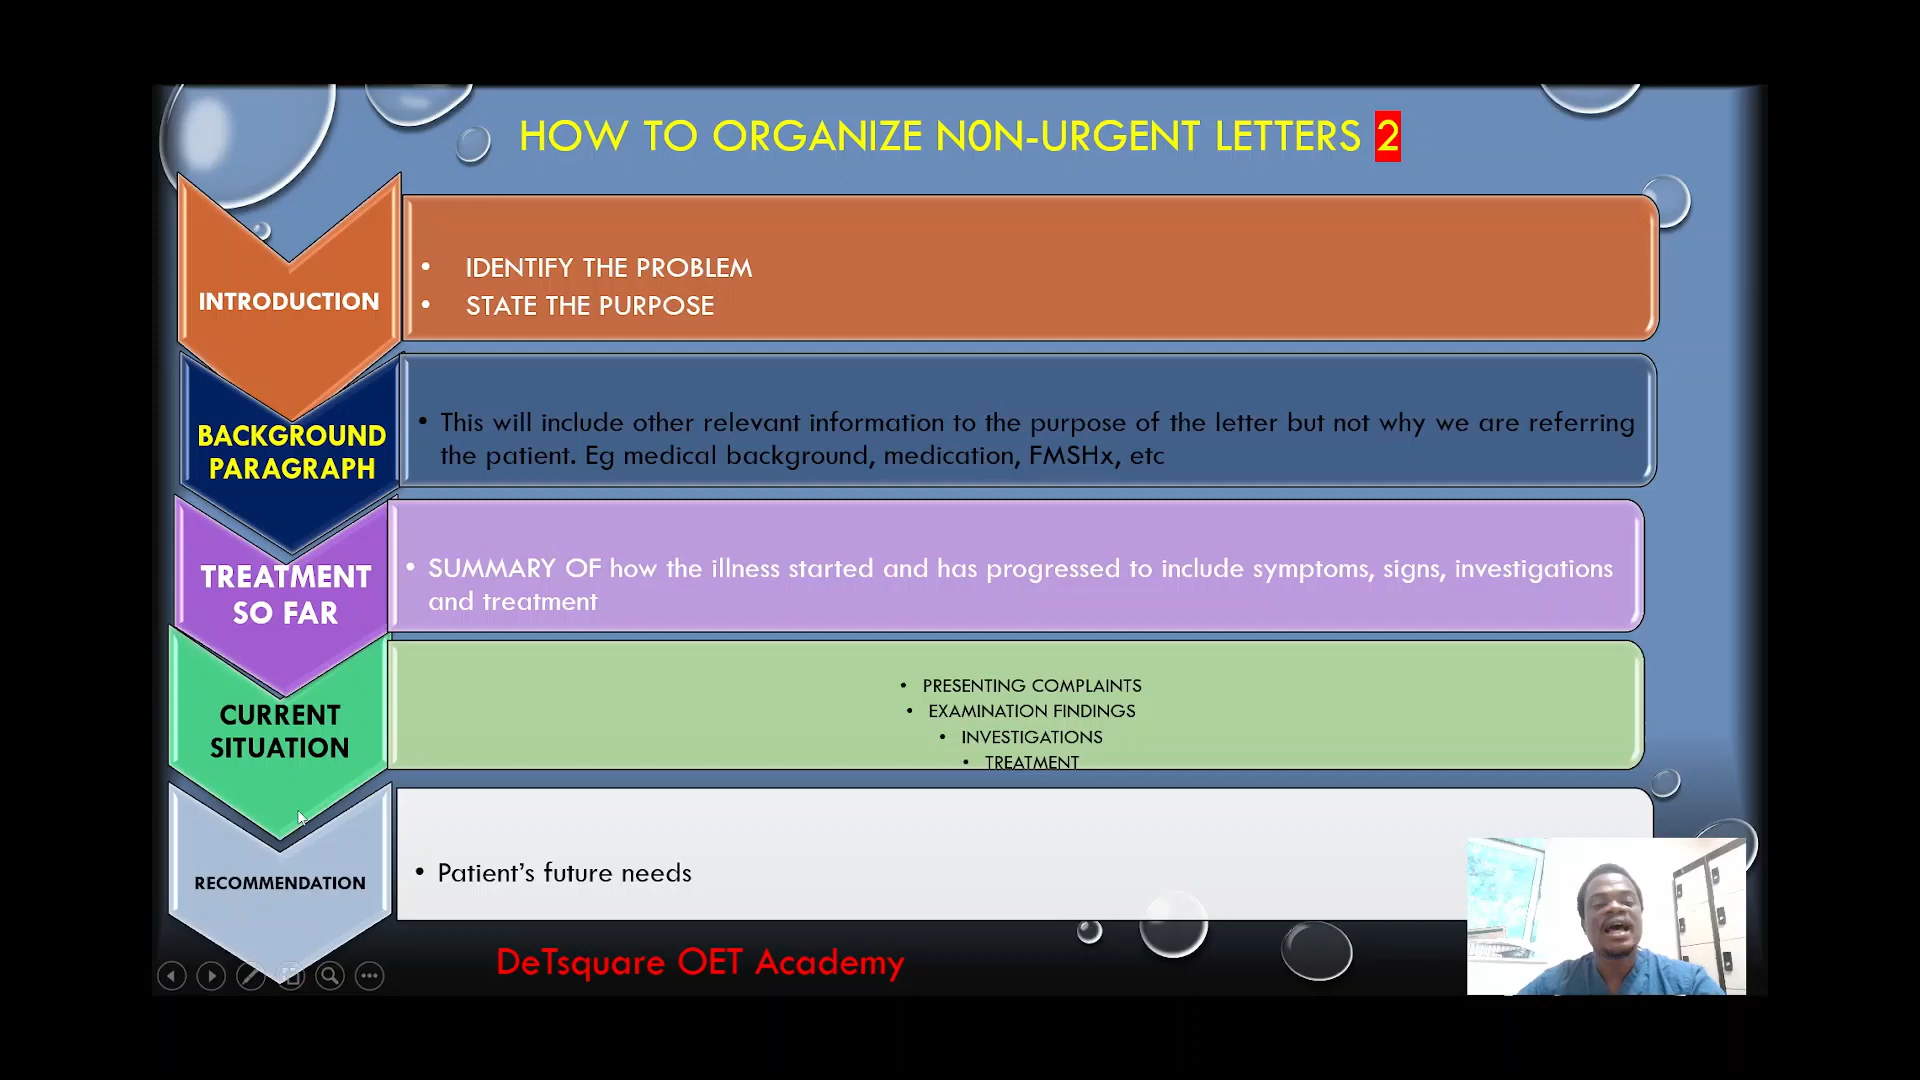 HOW TO ORGANIZE N0N-URGENT LETTERS 2
INTRODUCTION
• IDENTIFY THE PROBLEM
• STATE THE PURPOSE
BACKGROUND
PARAGRAPH
• This will include other relevant information to the purpose of the letter but not why we are referring
the patient. Eg medical background, medication, FMSHx, etc
TREATMENT
SO FAR
• SUMMARY OF how the illness started and has progressed to include symptoms, signs, investigations
and treatment
CURRENT
SITUATION
• PRESENTING COMPLAINTS
• EXAMINATION FINDINGS
• INVESTIGATIONS
• TREATMENT
RECOMMENDATION
• Patient’s future needs
DeTsquare OET Academy